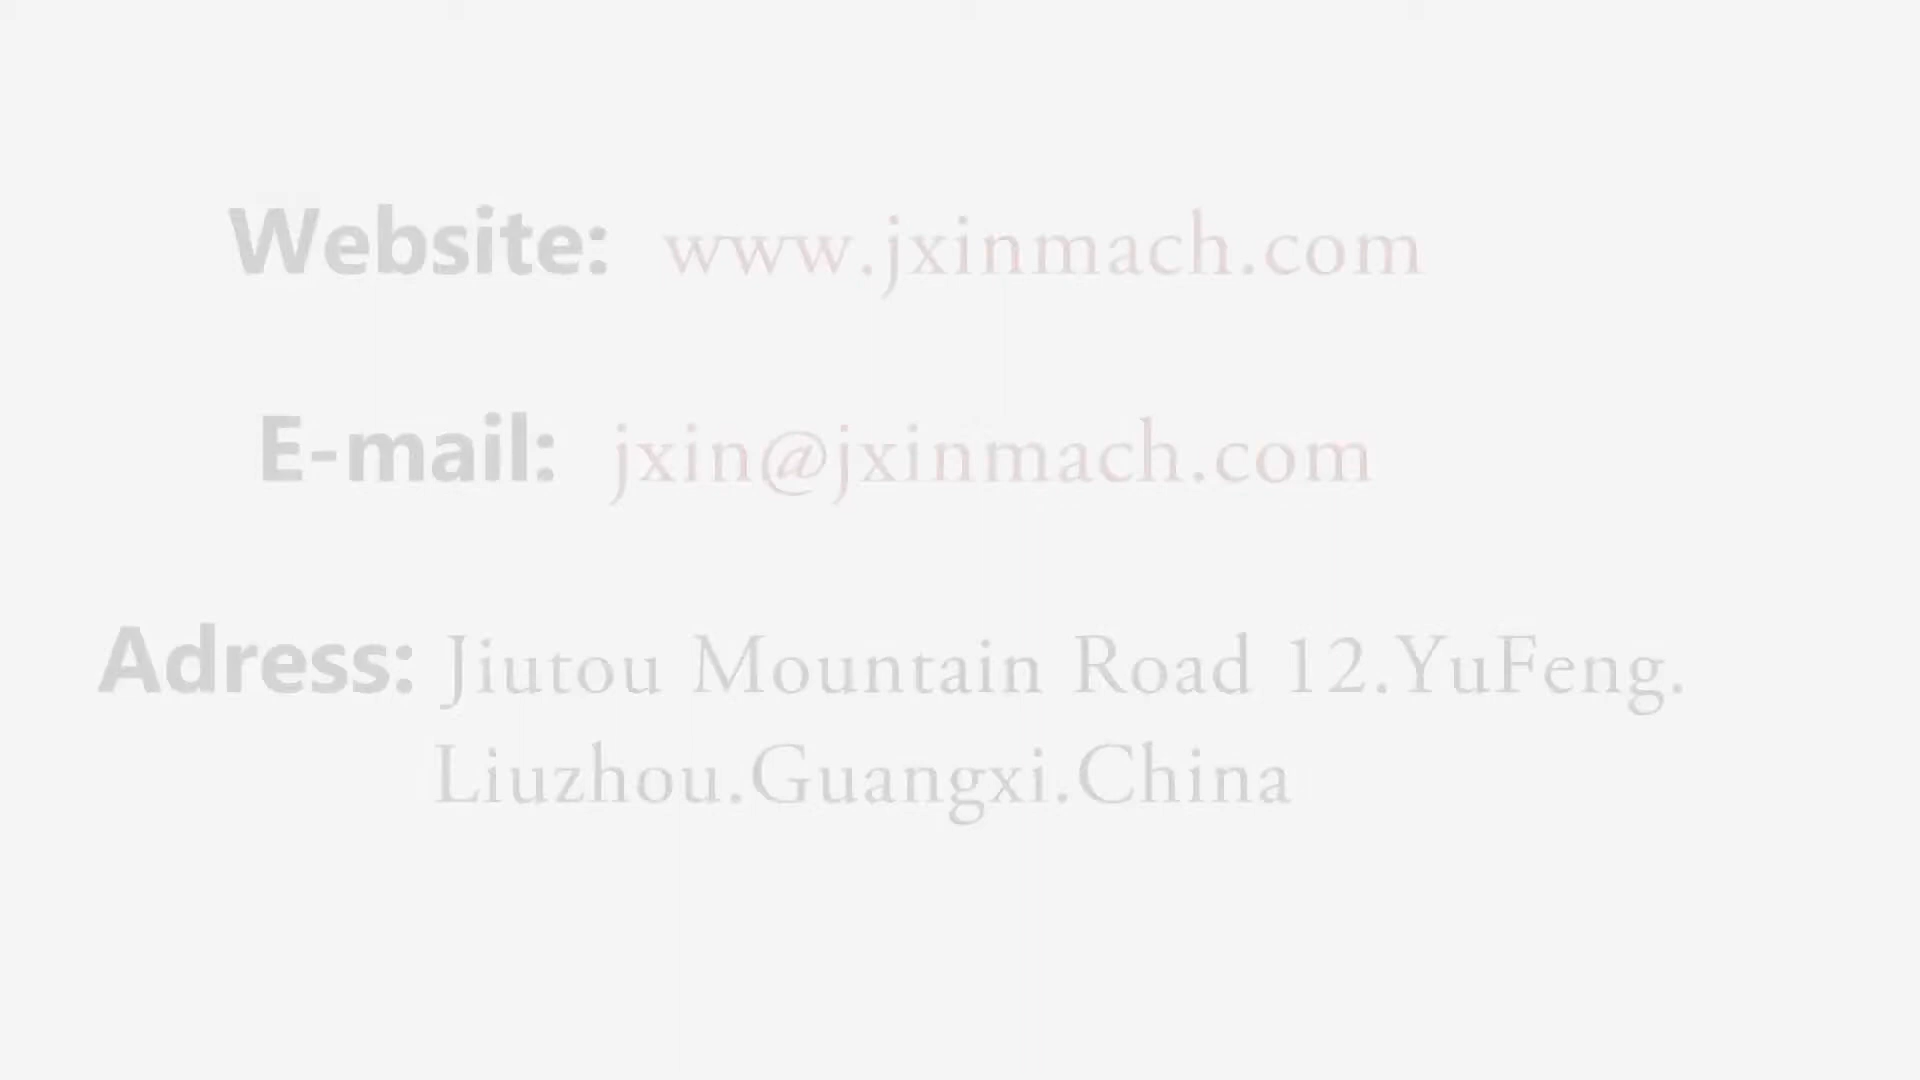 Website: www.jxinmach.com
E-mail: jxin@jxinmach.com
Adress: Jiutou Mountain Road 12.YuFeng.
Liuzhou.Guangxi.China